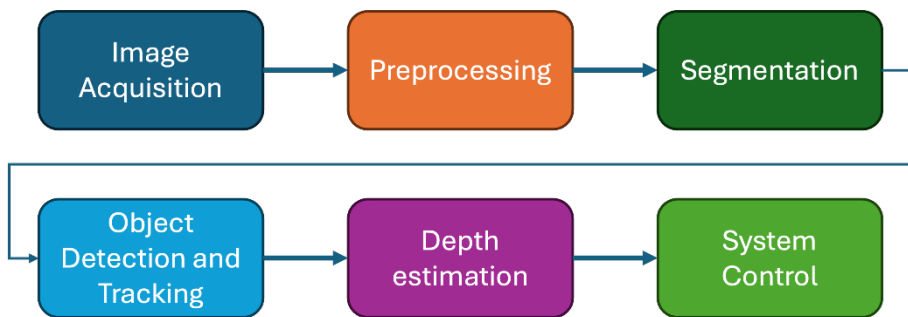 Image
Acquisition
Preprocessing
Segmentation
Object
Detection and
Tracking
Depth
estimation
System
Control